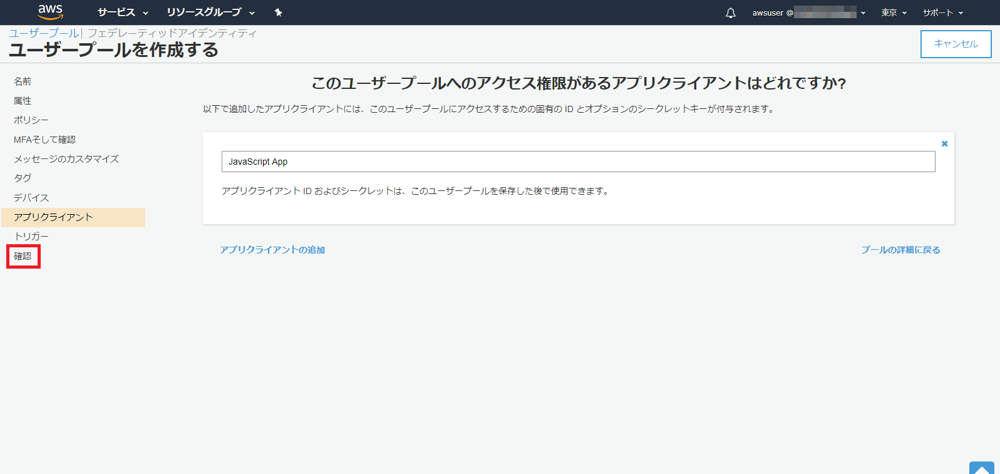 aws サービス リソースグループ awsuser @ 東京 サポート
ユーザープール| フェデレーティッドアイデンティティ
ユーザープールを作成する
キャンセル
名前
属性
ポリシー
MFAそして確認
メッセージのカスタマイズ
タグ
デバイス
アプリクライアント
トリガー
確認
このユーザープールへのアクセス権限があるアプリクライアントはどれですか?
以下で追加したアプリクライアントには、このユーザープールにアクセスするための固有の ID とオプションのシークレットキーが付与されます。
JavaScript App
アプリクライアント ID およびシークレットは、このユーザープールを保存した後で使用できます。
アプリクライアントの追加
プールの詳細に戻る